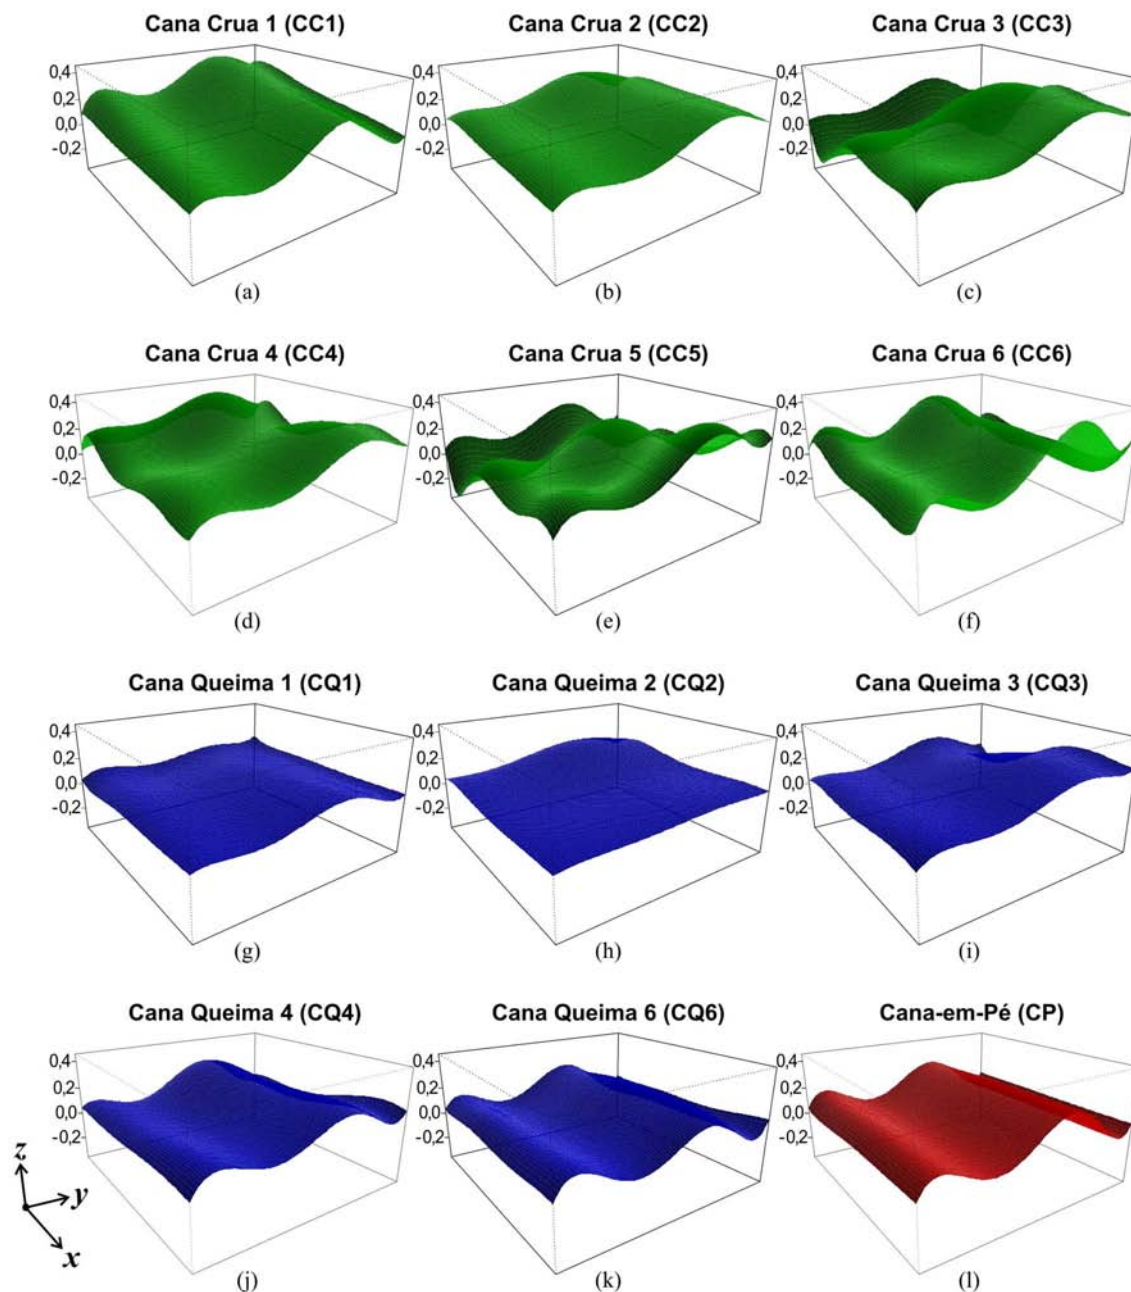 Cana Crua 1 (CC1) Cana Crua 2 (CC2) Cana Crua 3 (CC3)
0,4 0,4 0,4
0,2 0,2 0,2
0,0 0,0 0,0
-0,2 -0,2 -0,2
(a) (b) (c)
Cana Crua 4 (CC4) Cana Crua 5 (CC5) Cana Crua 6 (CC6)
0,4 0,4 0,4
0,2 0,2 0,2
0,0 0,0 0,0
-0,2 -0,2 -0,2
(d) (e) (f)
Cana Queima 1 (CQ1) Cana Queima 2 (CQ2) Cana Queima 3 (CQ3)
0,4 0,4 0,4
0,2 0,2 0,2
0,0 0,0 0,0
-0,2 -0,2 -0,2
(g) (h) (i)
Cana Queima 4 (CQ4) Cana Queima 6 (CQ6) Cana-em-Pé (CP)
0,4 0,4 0,4
0,2 0,2 0,2
0,0 0,0 0,0
-0,2 -0,2 -0,2
z
y
x
(j) (k) (l)